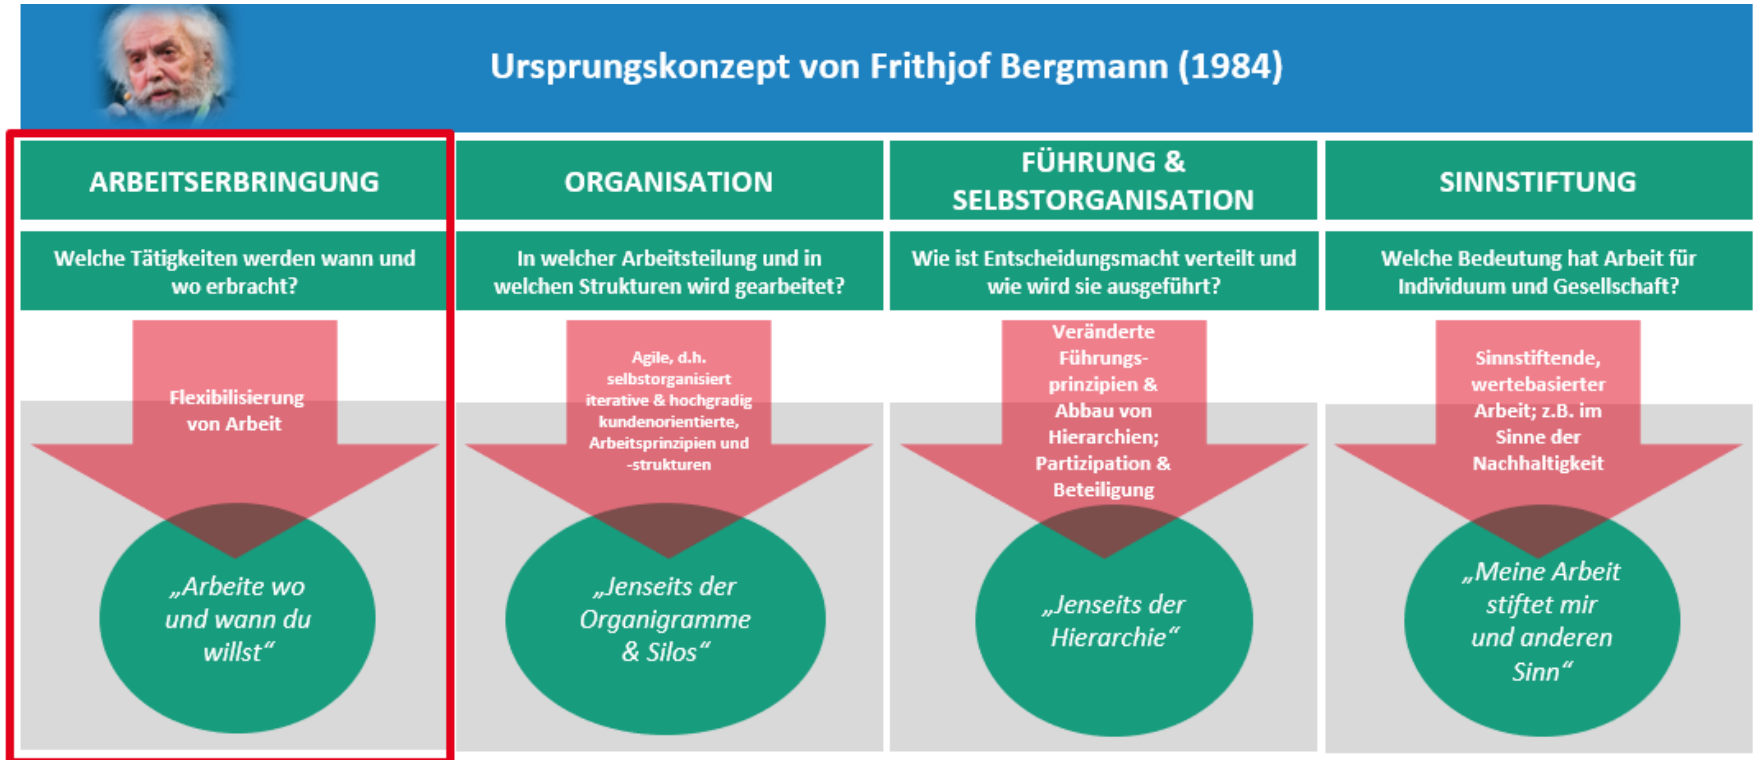 Ursprungskonzept von Frithjof Bergmann (1984)
ARBEITSERBRINGUNG
Welche Tätigkeiten werden wann und
wo erbracht?
Flexibilisierung
von Arbeit
„Arbeite wo
und wann du
willst“
ORGANISATION
In welcher Arbeitsteilung und in
welchen Strukturen wird gearbeitet?
Agile, d.h.
selbstorganisiert
iterative & hochgradig
kundenorientierte,
Arbeitsprinzipien und
-strukturen
„Jenseits der
Organigramme
& Silos“
FÜHRUNG &
SELBSTORGANISATION
Wie ist Entscheidungsmacht verteilt und
wie wird sie ausgeführt?
Veränderte
Führungs-
prinzipien &
Abbau von
Hierarchien;
Partizipation &
Beteiligung
„Jenseits der
Hierarchie“
SINNSTIFTUNG
Welche Bedeutung hat Arbeit für
Individuum und Gesellschaft?
Sinnstiftende,
wertebasierter
Arbeit; z.B. im
Sinne der
Nachhaltigkeit
„Meine Arbeit
stiftet mir
und anderen
Sinn“